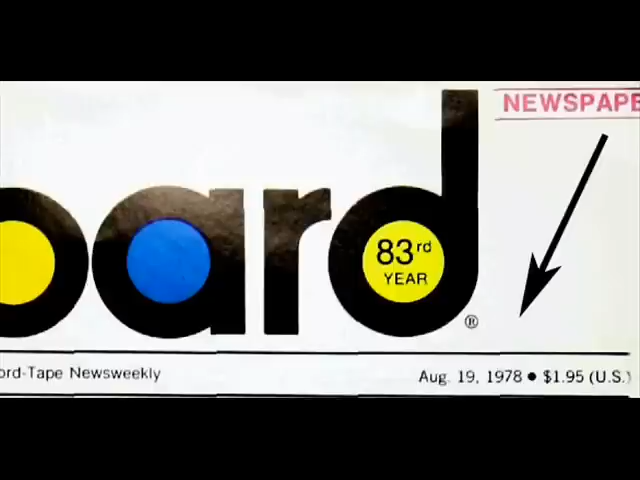 NEWSPAPE
oard
83rd
YEAR
®
ord-Tape Newsweekly
Aug. 19, 1978 ● $1.95 (U.S.)